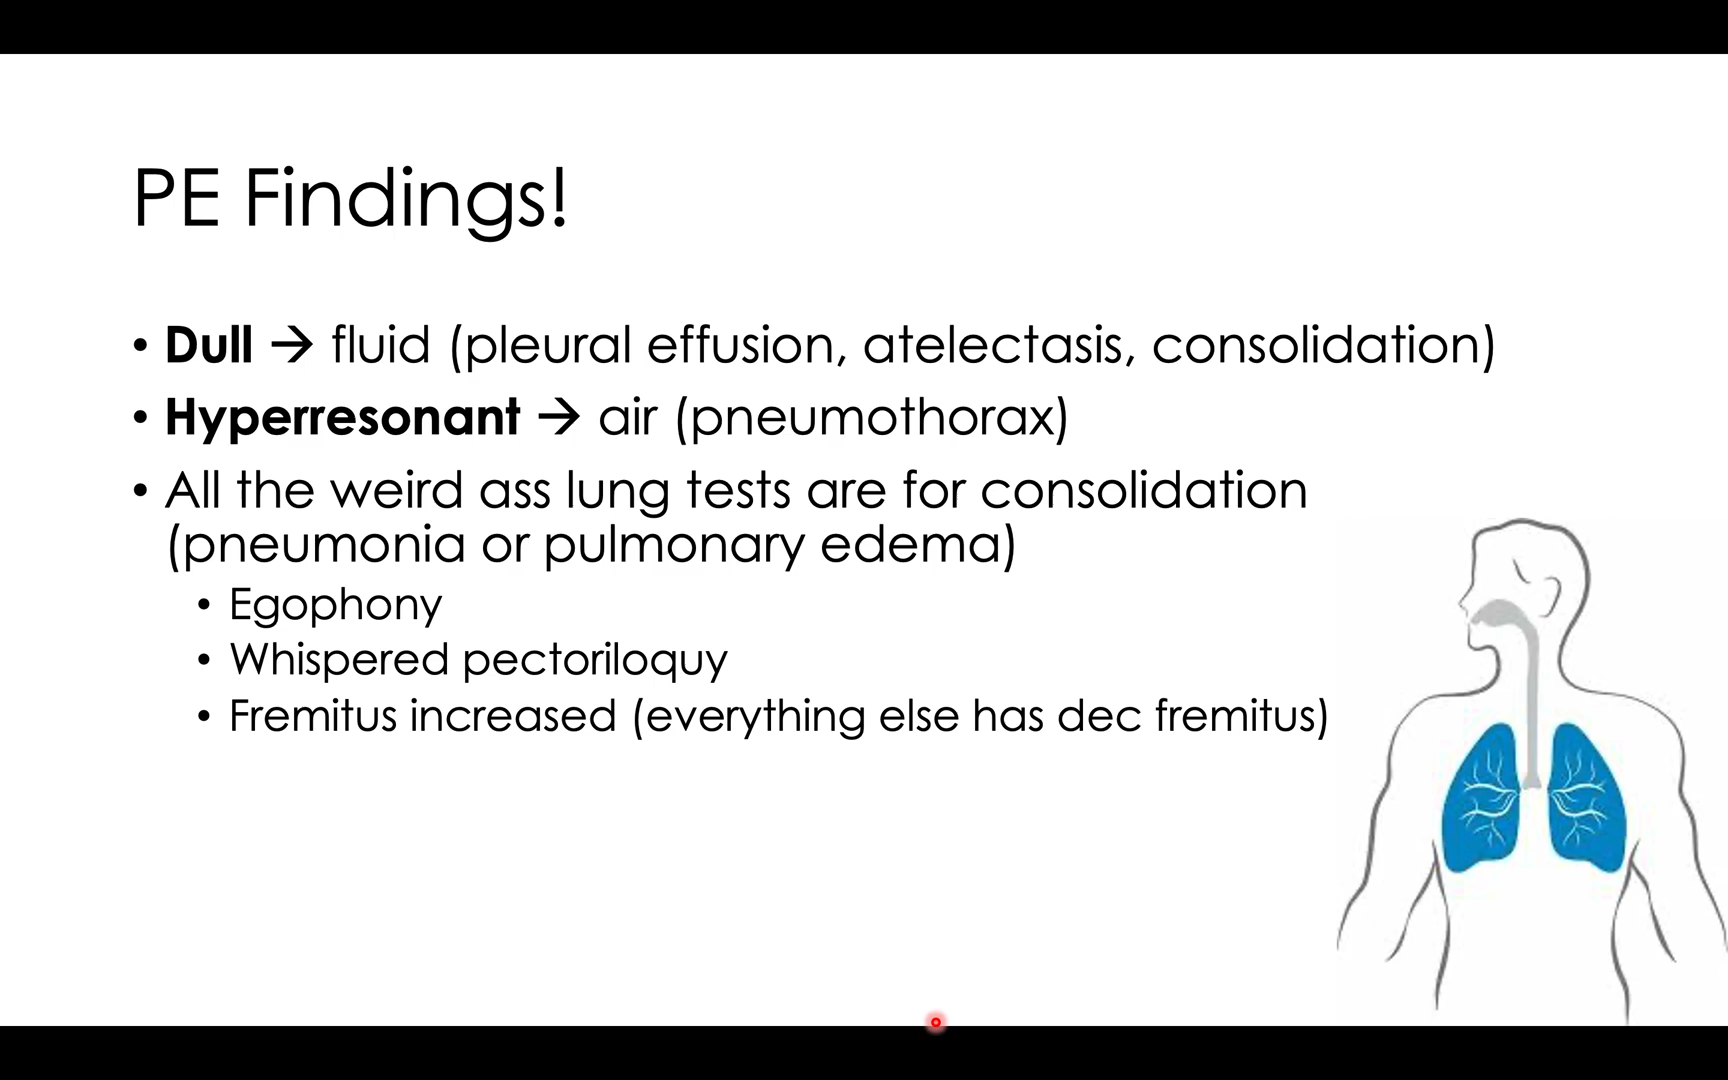 PE Findings!
• Dull → fluid (pleural effusion, atelectasis, consolidation)
• Hyperresonant → air (pneumothorax)
• All the weird ass lung tests are for consolidation
(pneumonia or pulmonary edema)
• Egophony
• Whispered pectoriloquy
• Fremitus increased (everything else has dec fremitus)